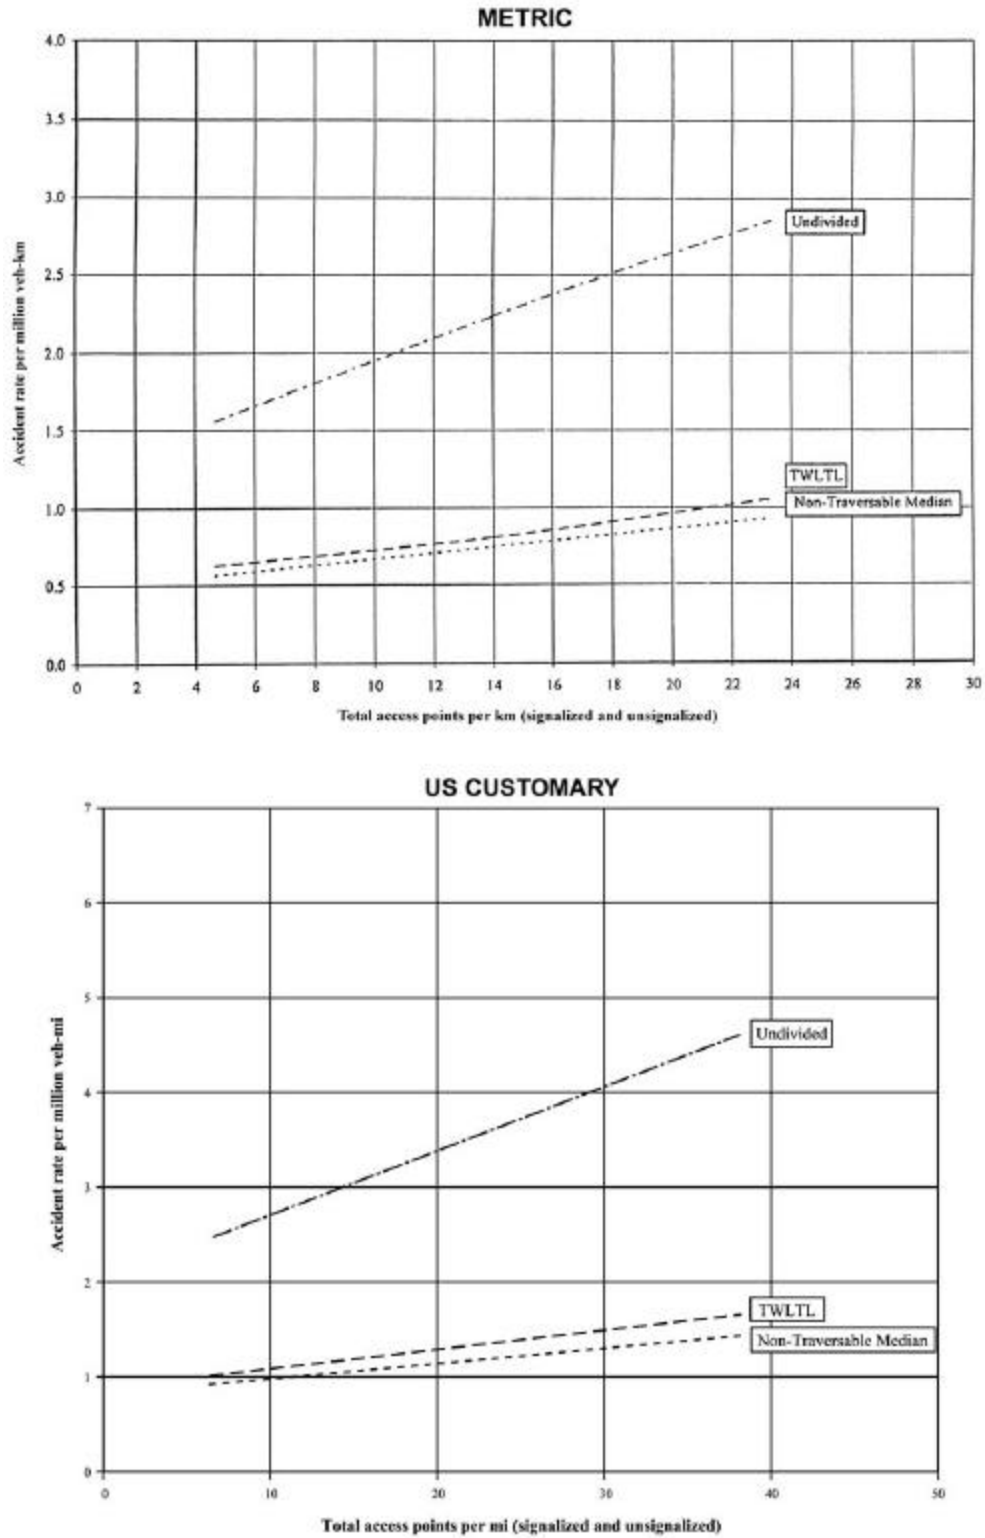 METRIC
4.0
3.5
3.0
2.5
2.0
1.5
1.0
0.5
0.0
Accident rate per million veh-km
Undivided
TWLTL
Non-Traversable Median
0 2 4 6 8 10 12 14 16 18 20 22 24 26 28 30
Total access points per km (signalized and unsignalized)
US CUSTOMARY
7
6
5
4
3
2
1
0
Accident rate per million veh-mi
Undivided
TWLTL
Non-Traversable Median
0 10 20 30 40 50
Total access points per mi (signalized and unsignalized)